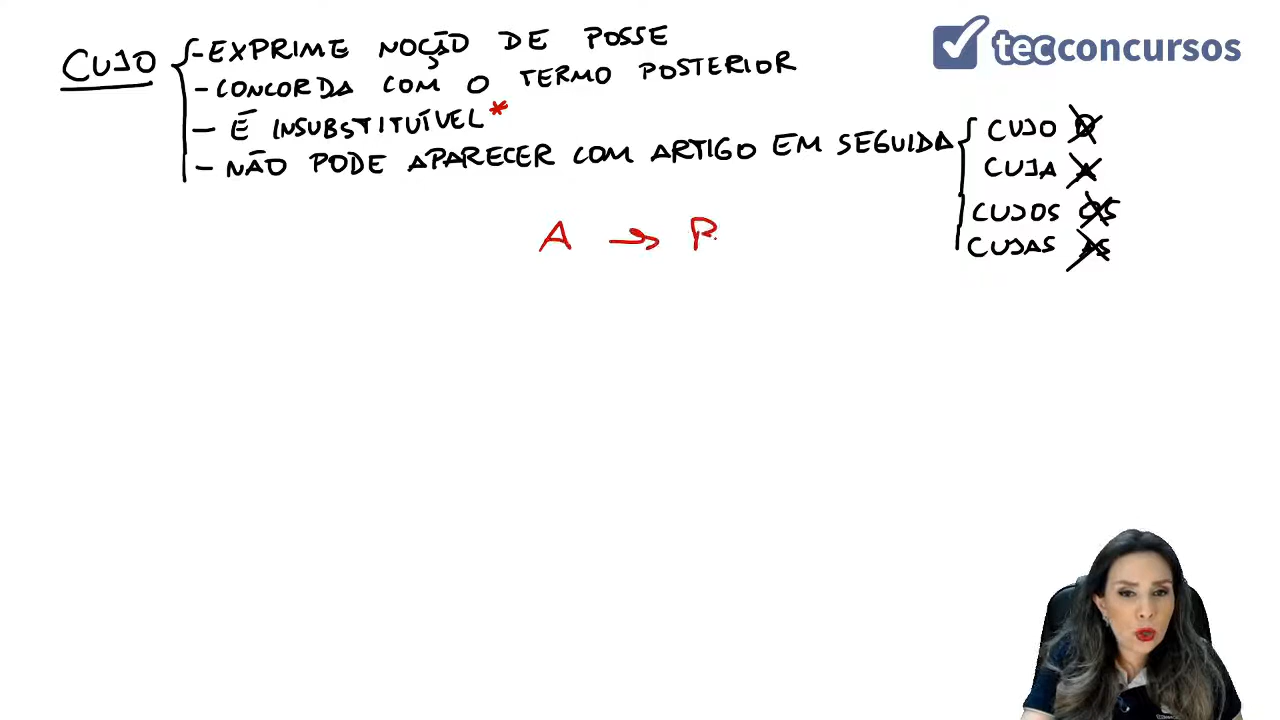 tecconcursos
CUJO
- EXPRIME NOÇÃO DE POSSE
- CONCORDA COM O TERMO POSTERIOR
- É INSUBSTITUÍVEL *
- NÃO PODE APARECER COM ARTIGO EM SEGUIDA
CUJO O
CUJA A
CUJOS OS
CUJAS AS
A → P.